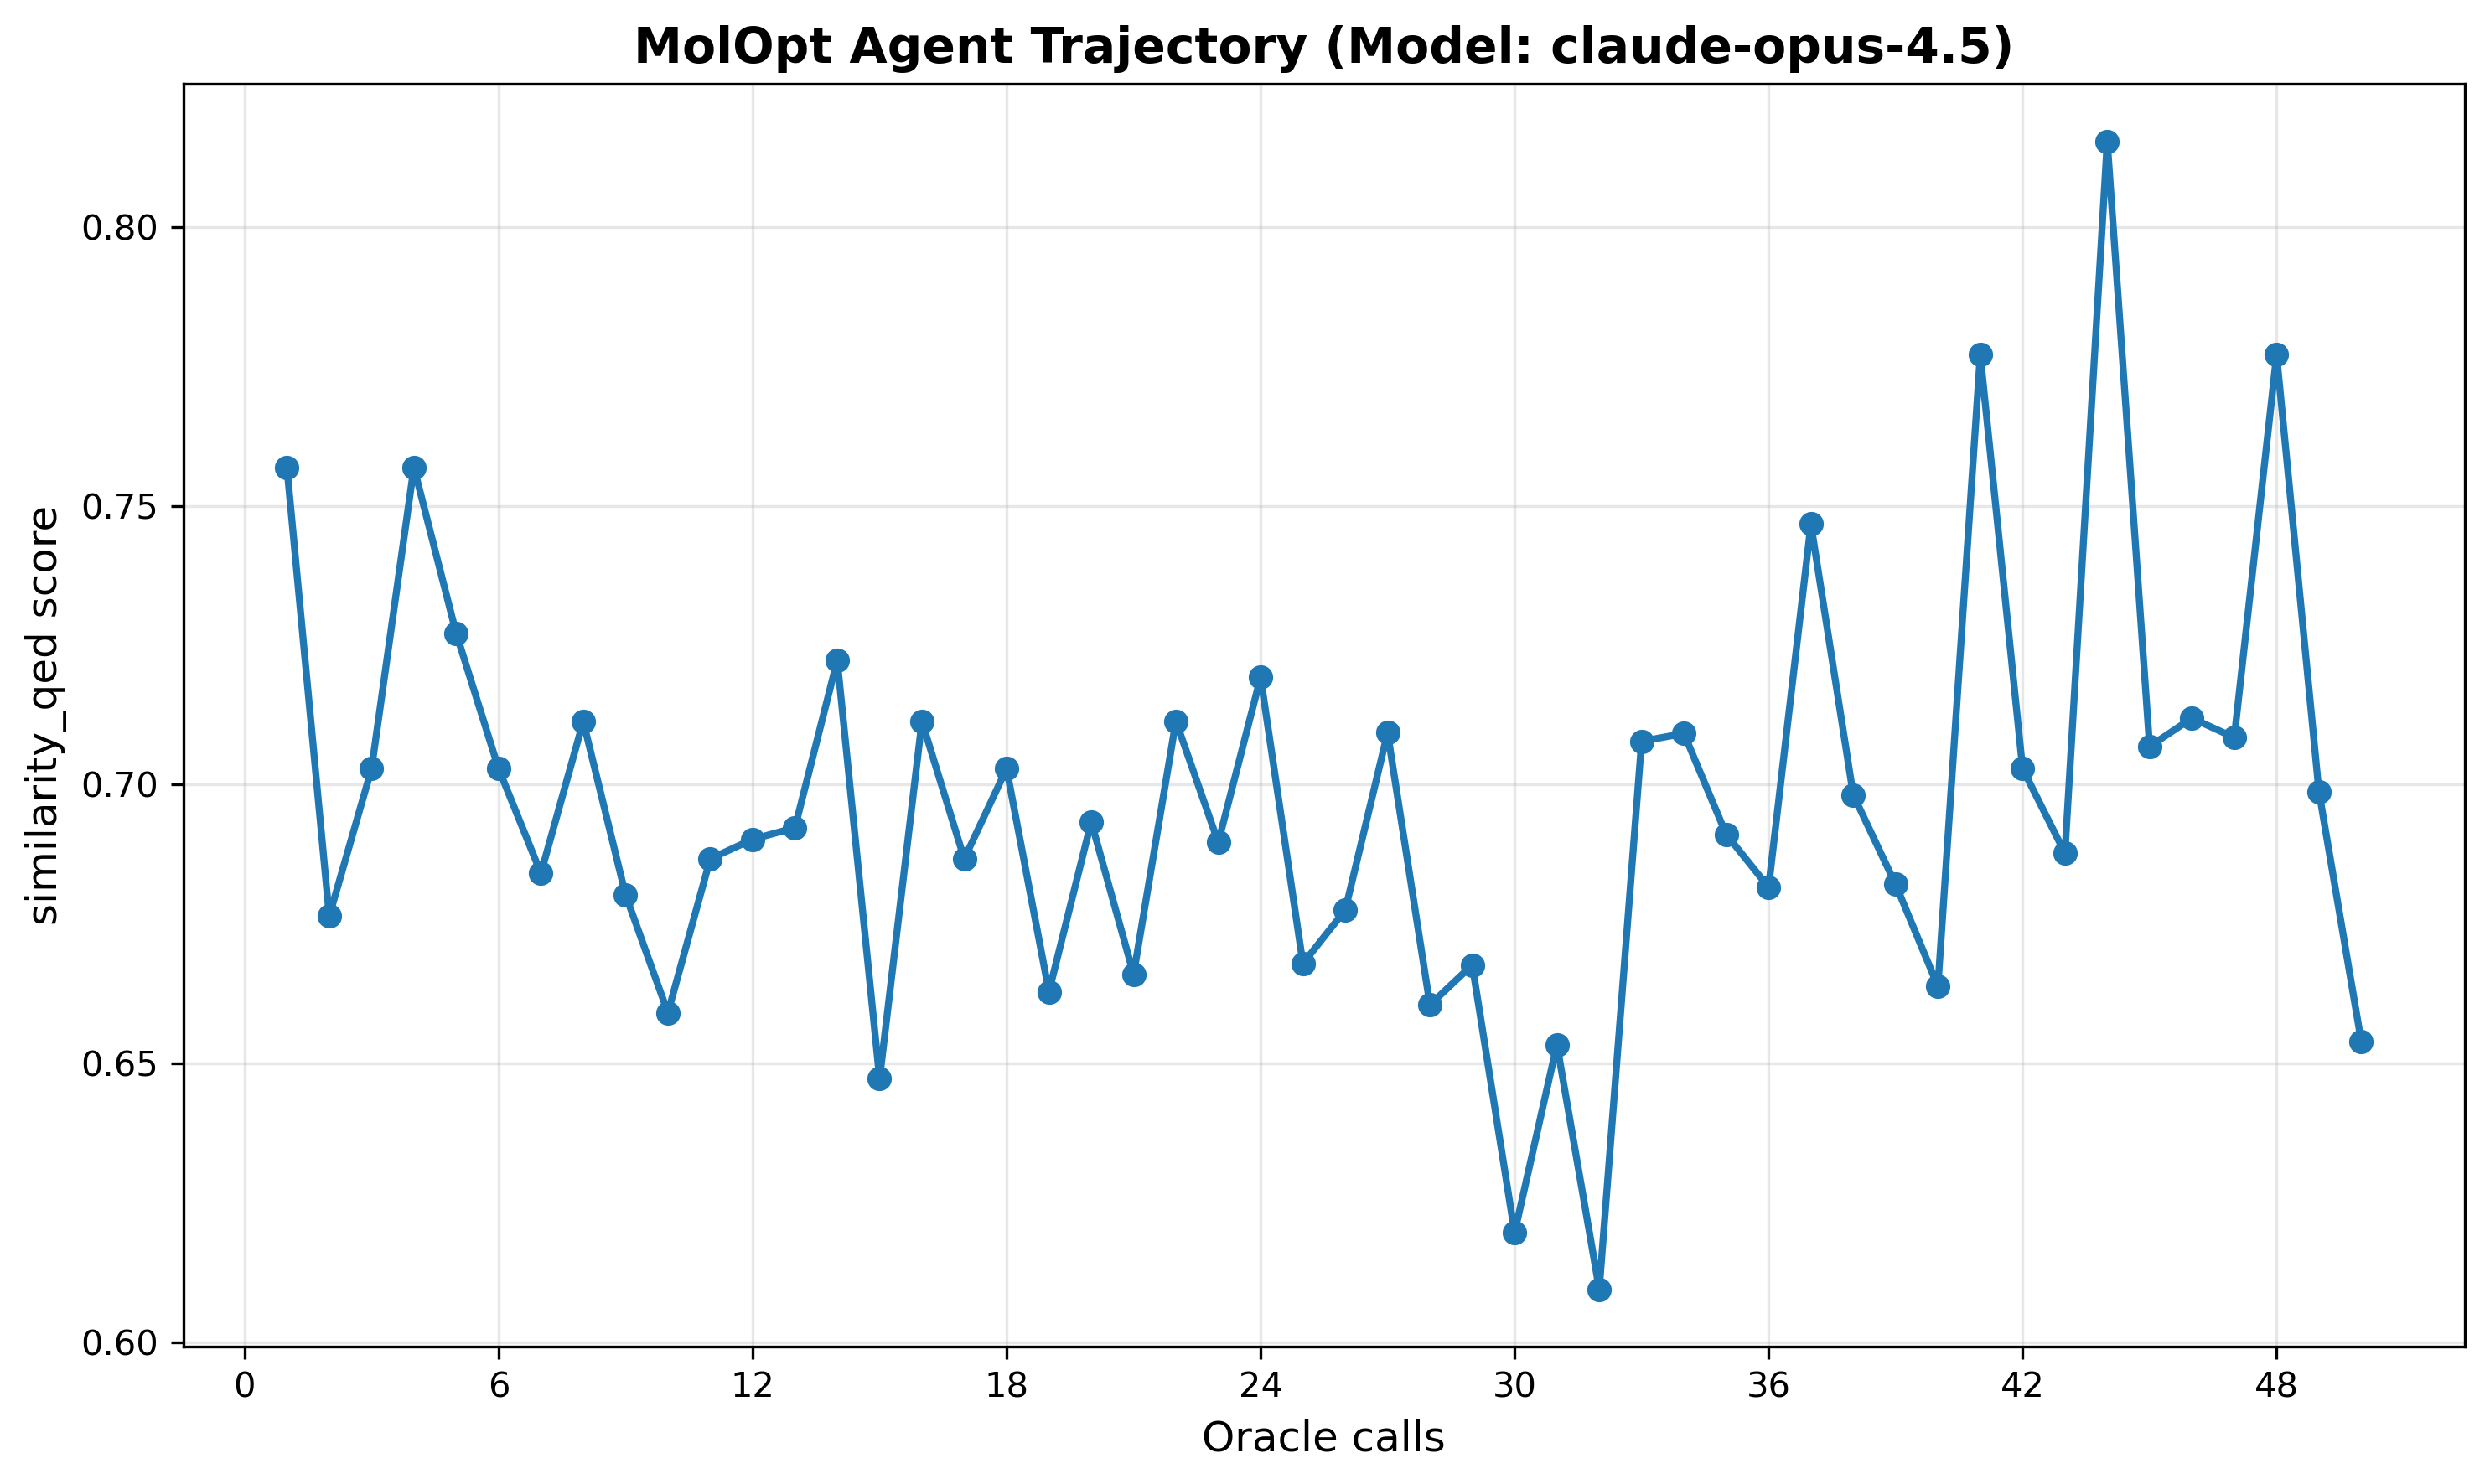 MolOpt Agent Trajectory (Model: claude-opus-4.5)
similarity_qed score
0.80
0.75
0.70
0.65
0.60
0 6 12 18 24 30 36 42 48
Oracle calls